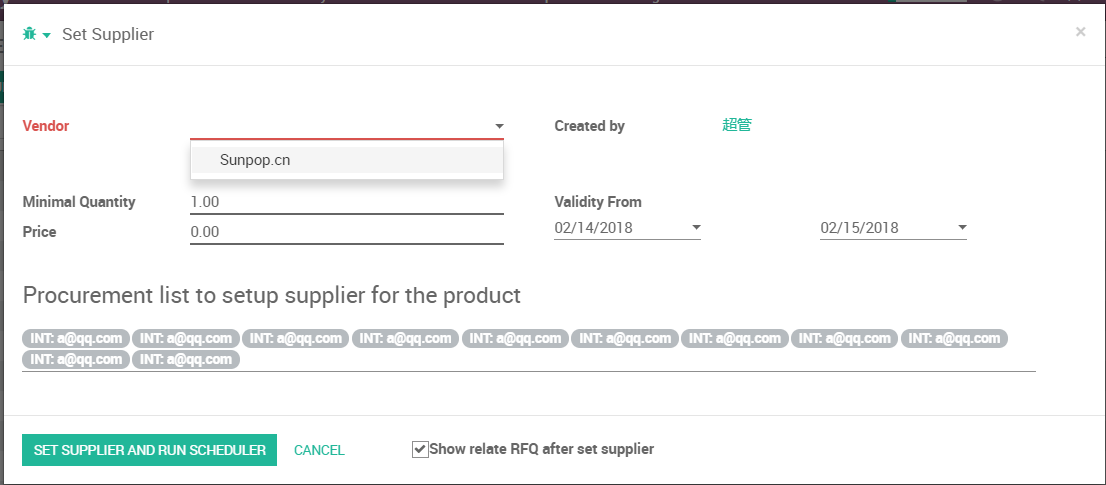 Set Supplier
×
Vendor
Created by 超管
Sunpop.cn
Minimal Quantity 1.00
Validity From
Price 0.00
02/14/2018 02/15/2018
Procurement list to setup supplier for the product
INT: a@qq.com INT: a@qq.com INT: a@qq.com INT: a@qq.com INT: a@qq.com INT: a@qq.com INT: a@qq.com INT: a@qq.com INT: a@qq.com
INT: a@qq.com INT: a@qq.com
SET SUPPLIER AND RUN SCHEDULER CANCEL Show relate RFQ after set supplier